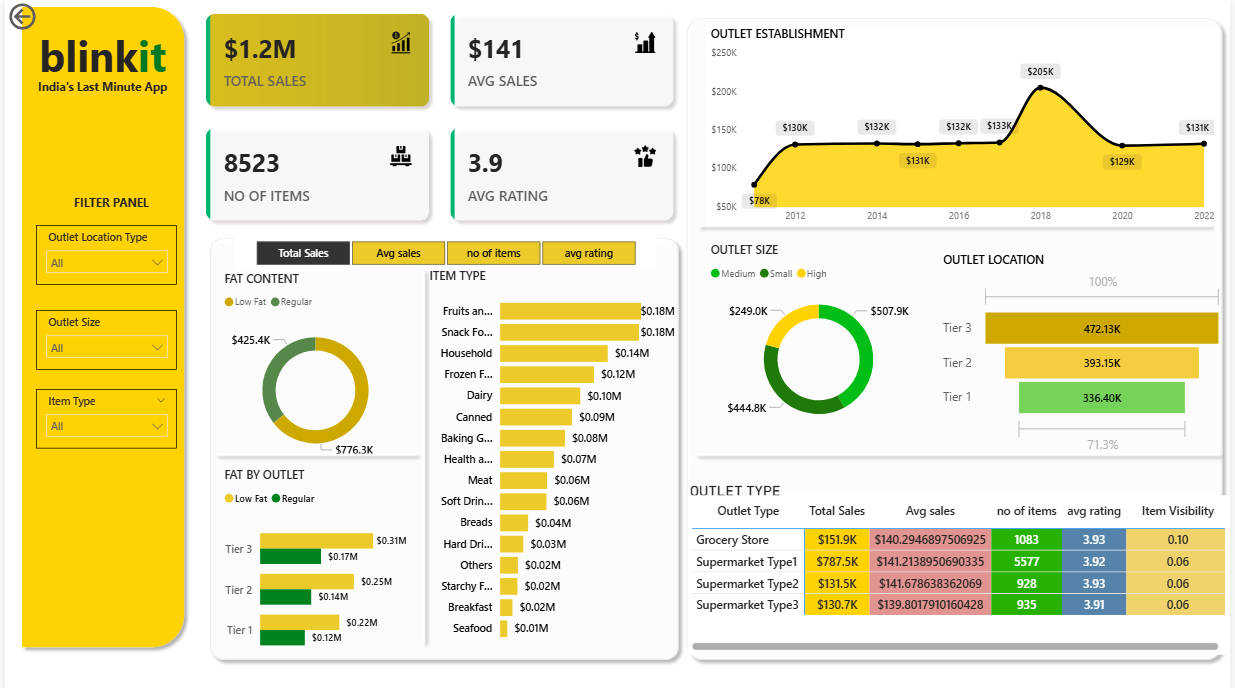 blinkit
India's Last Minute App
FILTER PANEL
Outlet Location Type
All
Outlet Size
All
Item Type
All
$1.2M
TOTAL SALES
$141
AVG SALES
8523
NO OF ITEMS
3.9
AVG RATING
Total Sales Avg sales no of items avg rating
FAT CONTENT
Low Fat Regular
$425.4K
$776.3K
FAT BY OUTLET
Low Fat Regular
Tier 3 $0.31M
$0.17M
Tier 2 $0.25M
$0.14M
Tier 1 $0.22M
$0.12M
ITEM TYPE
Fruits an... $0.18M
Snack Fo... $0.18M
Household $0.14M
Frozen F... $0.12M
Dairy $0.10M
Canned $0.09M
Baking G... $0.08M
Health a... $0.07M
Meat $0.06M
Soft Drin... $0.06M
Breads $0.04M
Hard Dri... $0.03M
Others $0.02M
Starchy F... $0.02M
Breakfast $0.02M
Seafood $0.01M
OUTLET ESTABLISHMENT
$250K
$200K
$150K
$100K
$50K
$78K
$130K
$132K
$131K
$132K
$133K
$205K
$129K
$131K
2012 2014 2016 2018 2020 2022
OUTLET SIZE
Medium Small High
$249.0K
$507.9K
$444.8K
OUTLET LOCATION
100%
Tier 3 472.13K
Tier 2 393.15K
Tier 1 336.40K
71.3%
OUTLET TYPE
Outlet Type Total Sales Avg sales no of items avg rating Item Visibility
Grocery Store $151.9K $140.2946897506925 1083 3.93 0.10
Supermarket Type1 $787.5K $141.2138950690335 5577 3.92 0.06
Supermarket Type2 $131.5K $141.678638362069 928 3.93 0.06
Supermarket Type3 $130.7K $139.8017910160428 935 3.91 0.06